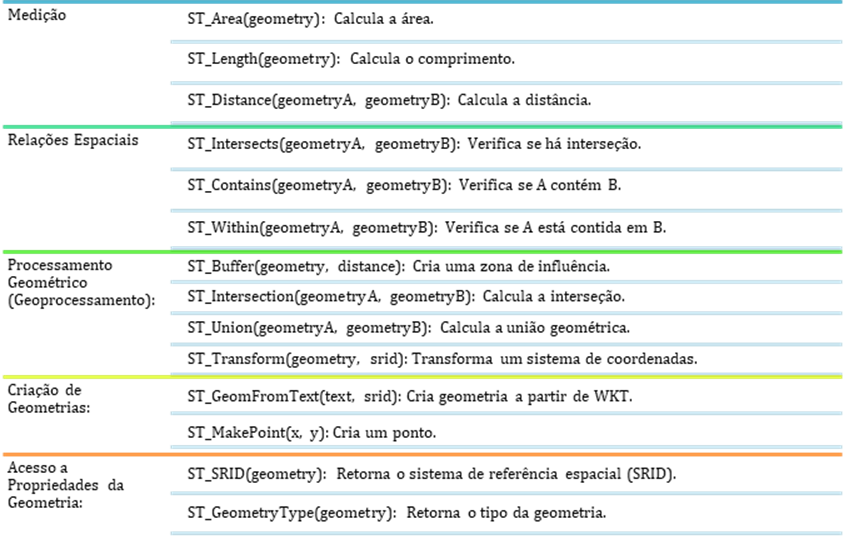 Medição
ST_Area(geometry): Calcula a área.
ST_Length(geometry): Calcula o comprimento.
ST_Distance(geometryA, geometryB): Calcula a distância.
Relações Espaciais
ST_Intersects(geometryA, geometryB): Verifica se há interseção.
ST_Contains(geometryA, geometryB): Verifica se A contém B.
ST_Within(geometryA, geometryB): Verifica se A está contida em B.
Processamento
Geométrico
(Geoprocessamento):
ST_Buffer(geometry, distance): Cria uma zona de influência.
ST_Intersection(geometryA, geometryB): Calcula a interseção.
ST_Union(geometryA, geometryB): Calcula a união geométrica.
ST_Transform(geometry, srid): Transforma um sistema de coordenadas.
Criação de
Geometrias:
ST_GeomFromText(text, srid): Cria geometria a partir de WKT.
ST_MakePoint(x, y): Cria um ponto.
Acesso a
Propriedades da
Geometria:
ST_SRID(geometry): Retorna o sistema de referência espacial (SRID).
ST_GeometryType(geometry): Retorna o tipo da geometria.